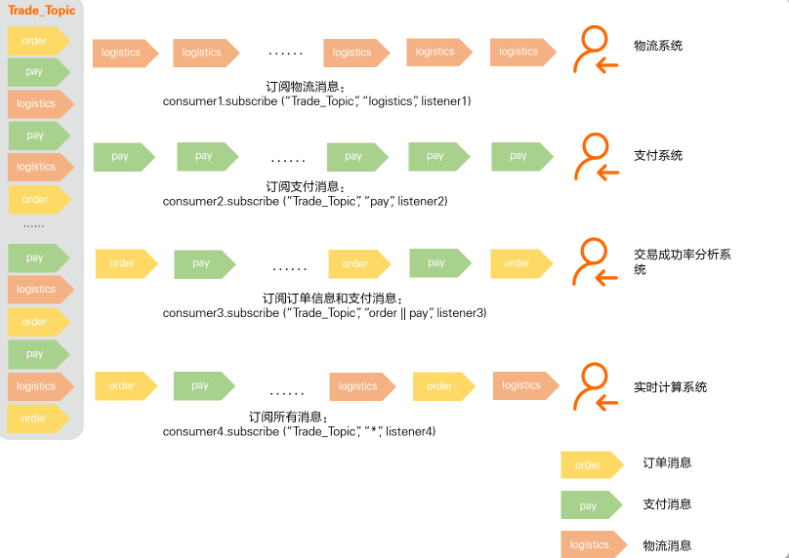 Trade_Topic
order
pay
logistics
pay
logistics
order
......
pay
logistics
order
pay
logistics
order
logistics logistics ...... logistics logistics logistics 物流系统
订阅物流消息：
consumer1.subscribe (“Trade_Topic”, “logistics”, listener1)
pay pay ...... pay pay pay 支付系统
订阅支付消息：
consumer2.subscribe (“Trade_Topic”, “pay”, listener2)
order pay ...... order pay order 交易成功率分析系
统
订阅订单信息和支付消息：
consumer3.subscribe (“Trade_Topic”, “order || pay”, listener3)
order pay ...... logistics order logistics 实时计算系统
订阅所有消息：
consumer4.subscribe (“Trade_Topic”, “*”, listener4)
order 订单消息
pay 支付消息
logistics 物流消息